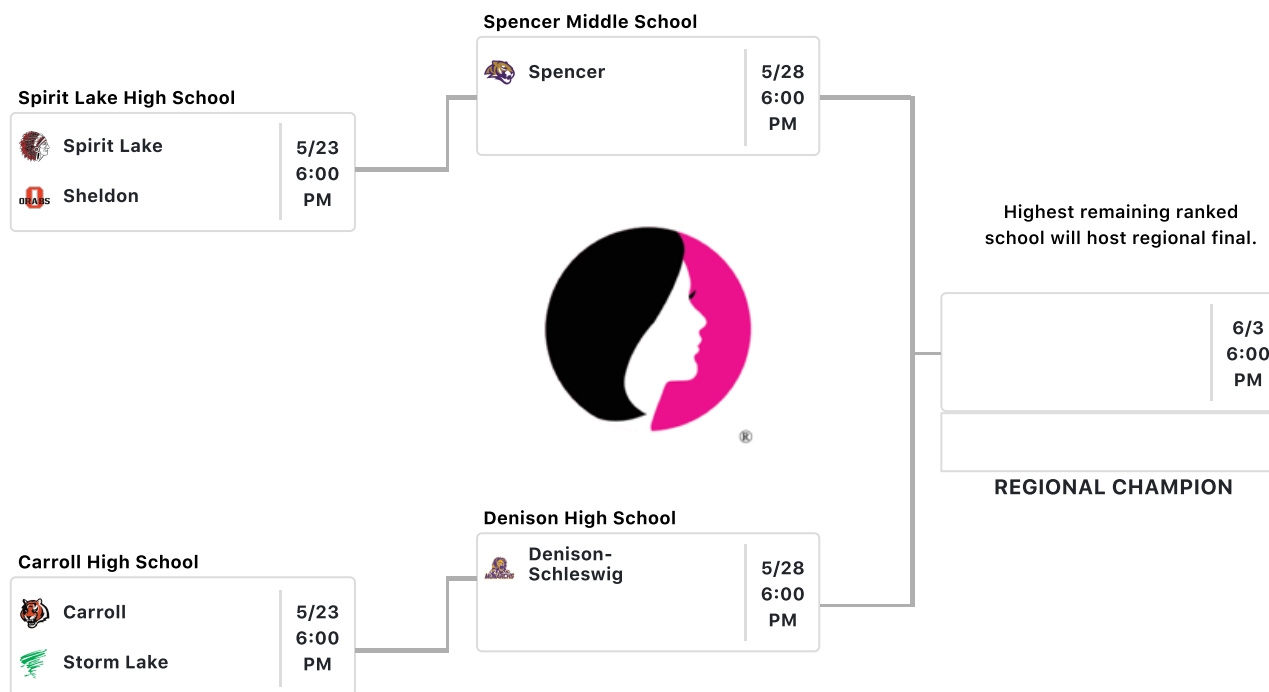 Spencer Middle School
Spencer
5/28
6:00
PM
Spirit Lake High School
Spirit Lake
Sheldon
ORABS
5/23
6:00
PM
Highest remaining ranked
school will host regional final.
6/3
6:00
PM
REGIONAL CHAMPION
®
Denison High School
Denison-
Schleswig
MONARCHS
5/28
6:00
PM
Carroll High School
Carroll
Storm Lake
5/23
6:00
PM